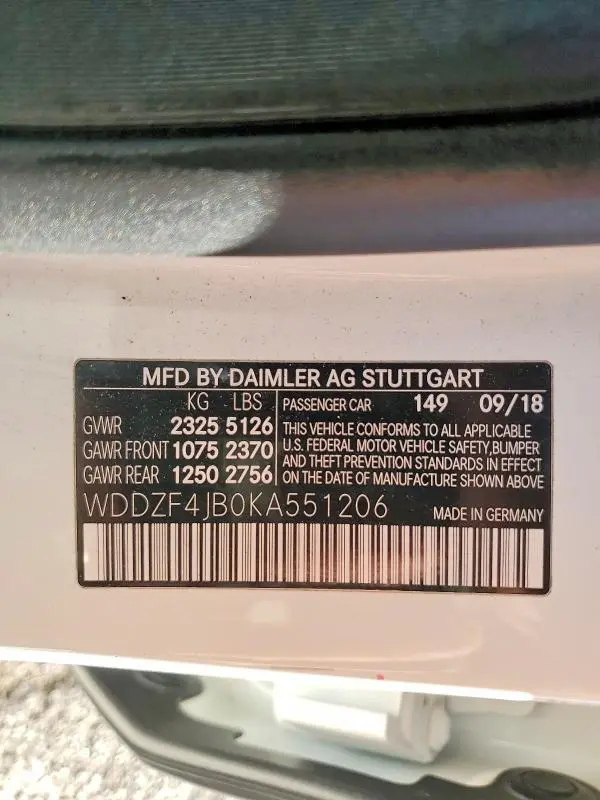 MFD BY DAIMLER AG STUTTGART
KG LBS
GVWR 2325 5126
GAWR FRONT 1075 2370
GAWR REAR 1250 2756
PASSENGER CAR 149 09/18
THIS VEHICLE CONFORMS TO ALL APPLICABLE
U.S. FEDERAL MOTOR VEHICLE SAFETY,BUMPER
AND THEFT PREVENTION STANDARDS IN EFFECT
ON THE DATE OF MANUFACTURE SHOWN ABOVE
WDDZF4JB0KA551206
MADE IN GERMANY